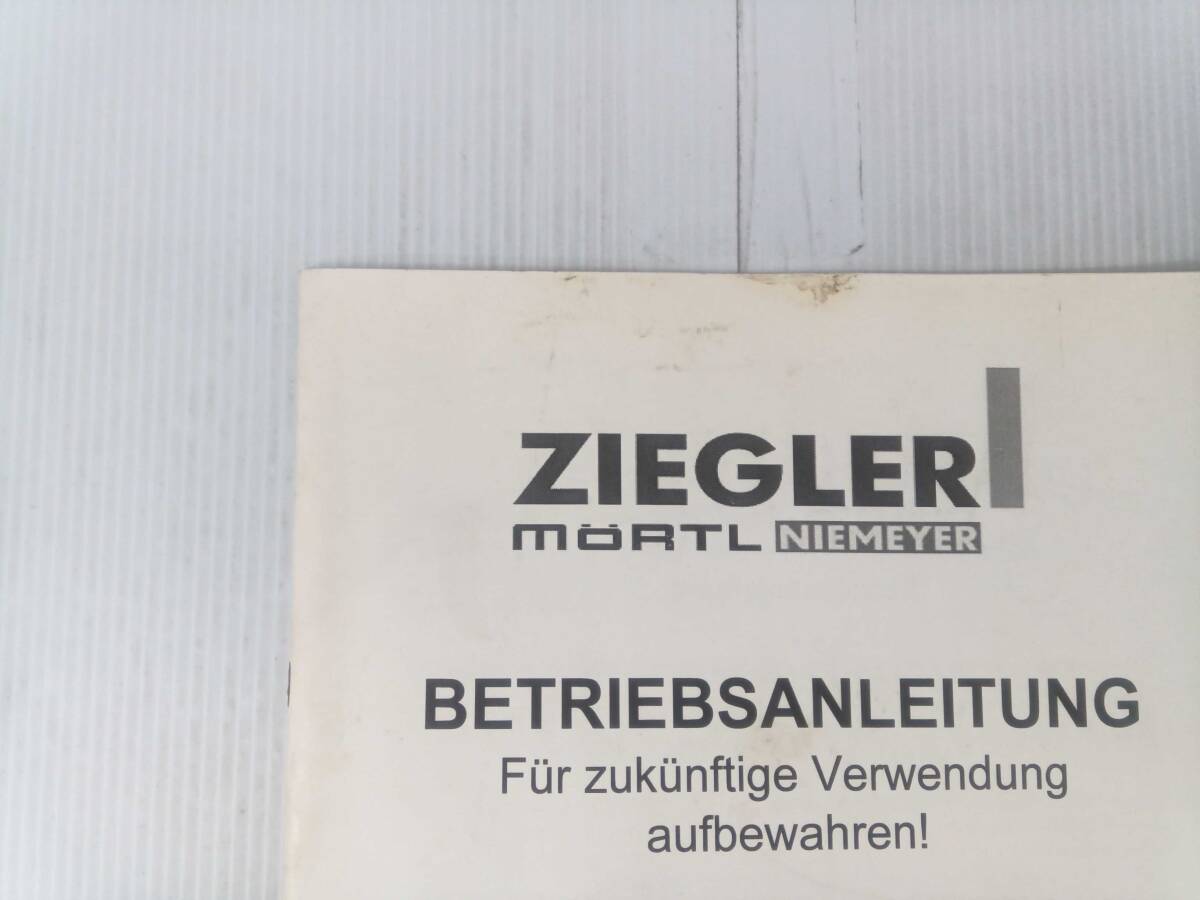 ZIEGLER
MÖRTL NIEMEYER
BETRIEBSANLEITUNG
Für zukünftige Verwendung
aufbewahren!